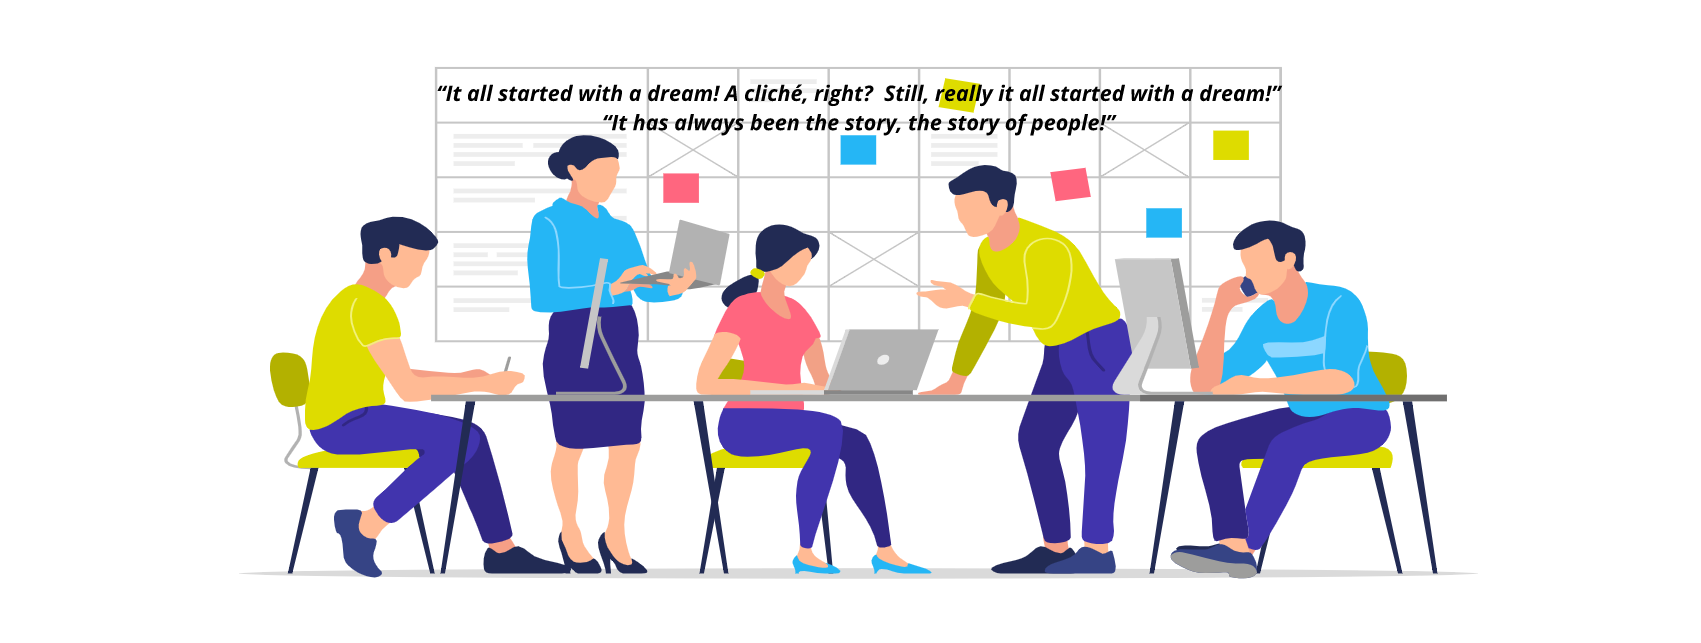 “It all started with a dream! A cliché, right?  Still, really it all started with a dream!”
“It has always been the story, the story of people!”